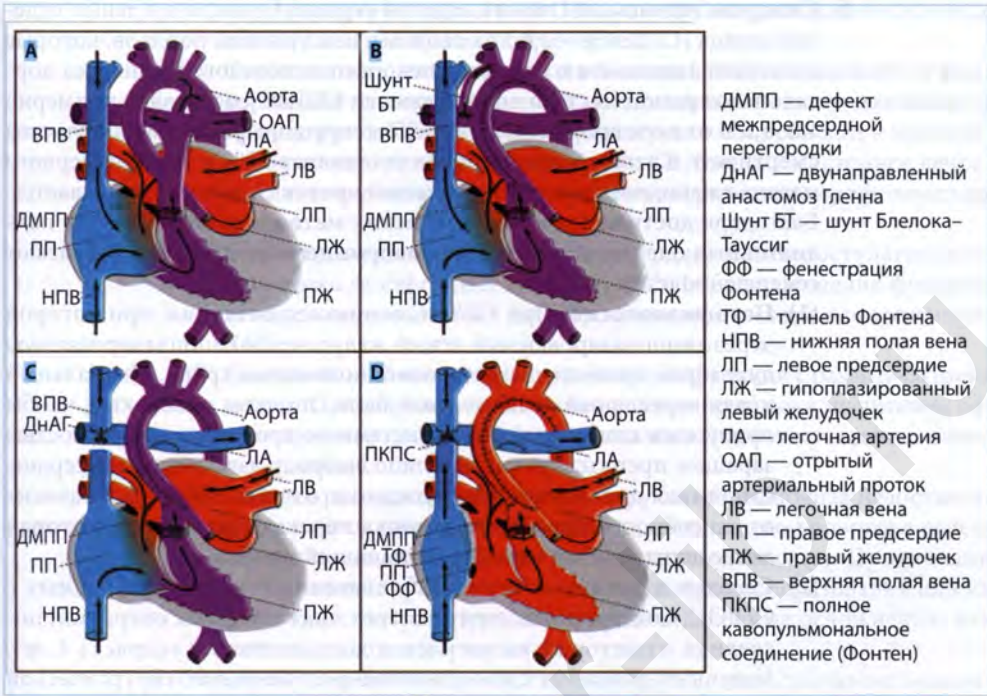 A
Аорта
ОАП
ВПВ
ЛА
ЛВ
ДМПП
ЛП
ПП
ЛЖ
НПВ
ПЖ
B
Шунт
БТ
Аорта
ВПВ
ЛА
ЛВ
ДМПП
ЛП
ПП
ЛЖ
НПВ
ПЖ
C
ВПВ
ДнАГ
Аорта
ЛА
ЛВ
ДМПП
ЛП
ПП
ЛЖ
НПВ
ПЖ
D
Аорта
ПКПС
ЛА
ЛВ
ДМПП
ТФ
ЛП
ПП
ФФ
ЛЖ
НПВ
ПЖ
ДМПП — дефект
межпредсердной
перегородки
ДнАГ — двунаправленный
анастомоз Гленна
Шунт БТ — шунт Блелока–
Тауссиг
ФФ — фенестрация
Фонтена
ТФ — туннель Фонтена
НПВ — нижняя полая вена
ЛП — левое предсердие
ЛЖ — гипоплазированный
левый желудочек
ЛА — легочная артерия
ОАП — отрытый
артериальный проток
ЛВ — легочная вена
ПП — правое предсердие
ПЖ — правый желудочек
ВПВ — верхняя полая вена
ПКПС — полное
кавопульмональное
соединение (Фонтен)